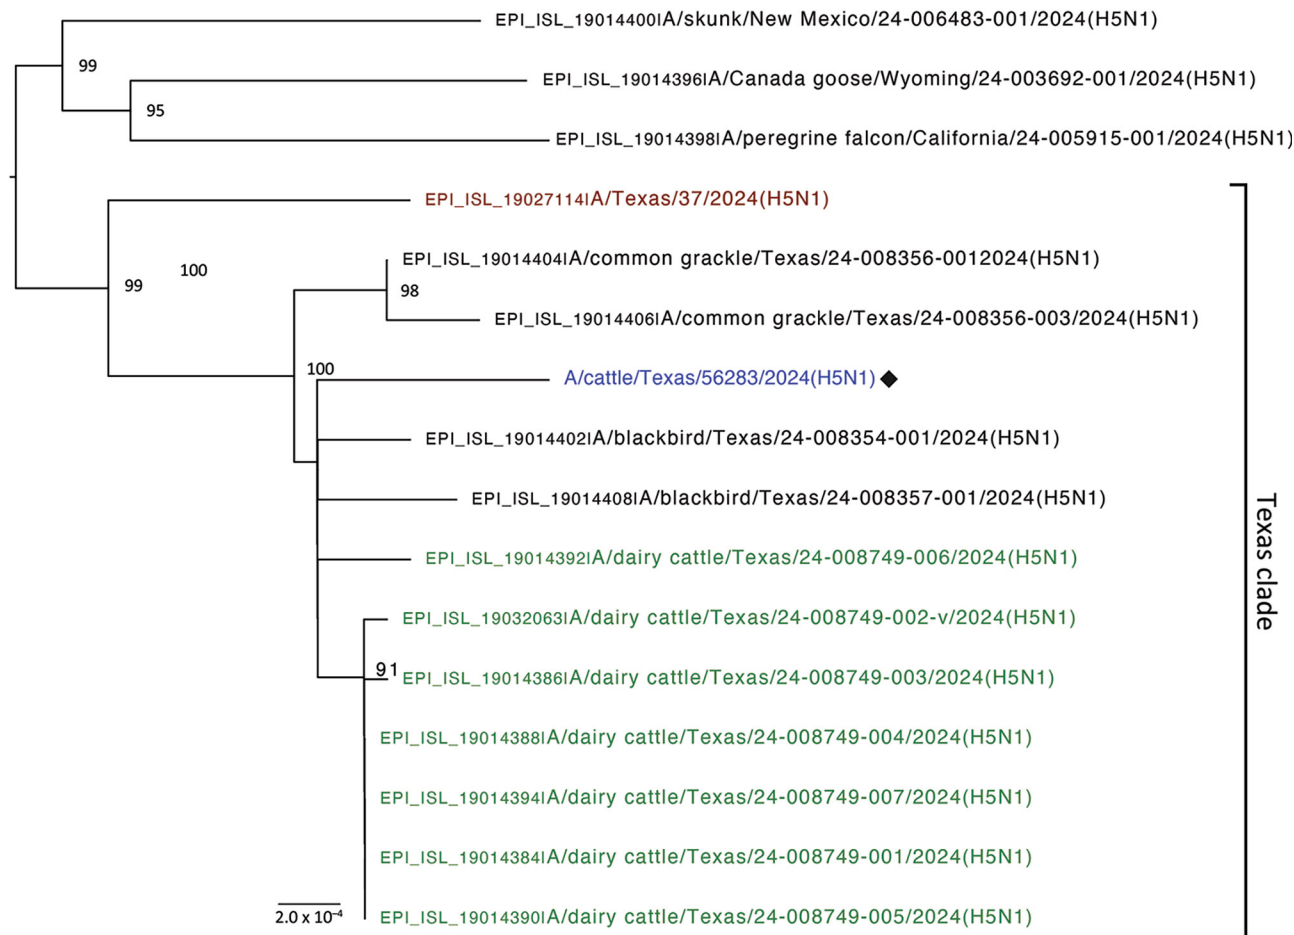 EPI_ISL_19014400|A/skunk/New Mexico/24-006483-001/2024(H5N1)
99
EPI_ISL_19014396|A/Canada goose/Wyoming/24-003692-001/2024(H5N1)
95
EPI_ISL_19014398|A/peregrine falcon/California/24-005915-001/2024(H5N1)
EPI_ISL_19027114|A/Texas/37/2024(H5N1)
EPI_ISL_19014404|A/common grackle/Texas/24-008356-0012024(H5N1)
100
99
98
EPI_ISL_19014406|A/common grackle/Texas/24-008356-003/2024(H5N1)
100
A/cattle/Texas/56283/2024(H5N1)
EPI_ISL_19014402|A/blackbird/Texas/24-008354-001/2024(H5N1)
EPI_ISL_19014408|A/blackbird/Texas/24-008357-001/2024(H5N1)
Texas clade
EPI_ISL_19014392|A/dairy cattle/Texas/24-008749-006/2024(H5N1)
EPI_ISL_19032063|A/dairy cattle/Texas/24-008749-002-v/2024(H5N1)
91
EPI_ISL_19014386|A/dairy cattle/Texas/24-008749-003/2024(H5N1)
EPI_ISL_19014388|A/dairy cattle/Texas/24-008749-004/2024(H5N1)
EPI_ISL_19014394|A/dairy cattle/Texas/24-008749-007/2024(H5N1)
EPI_ISL_19014384|A/dairy cattle/Texas/24-008749-001/2024(H5N1)
2.0 x 10⁻⁴
EPI_ISL_19014390|A/dairy cattle/Texas/24-008749-005/2024(H5N1)